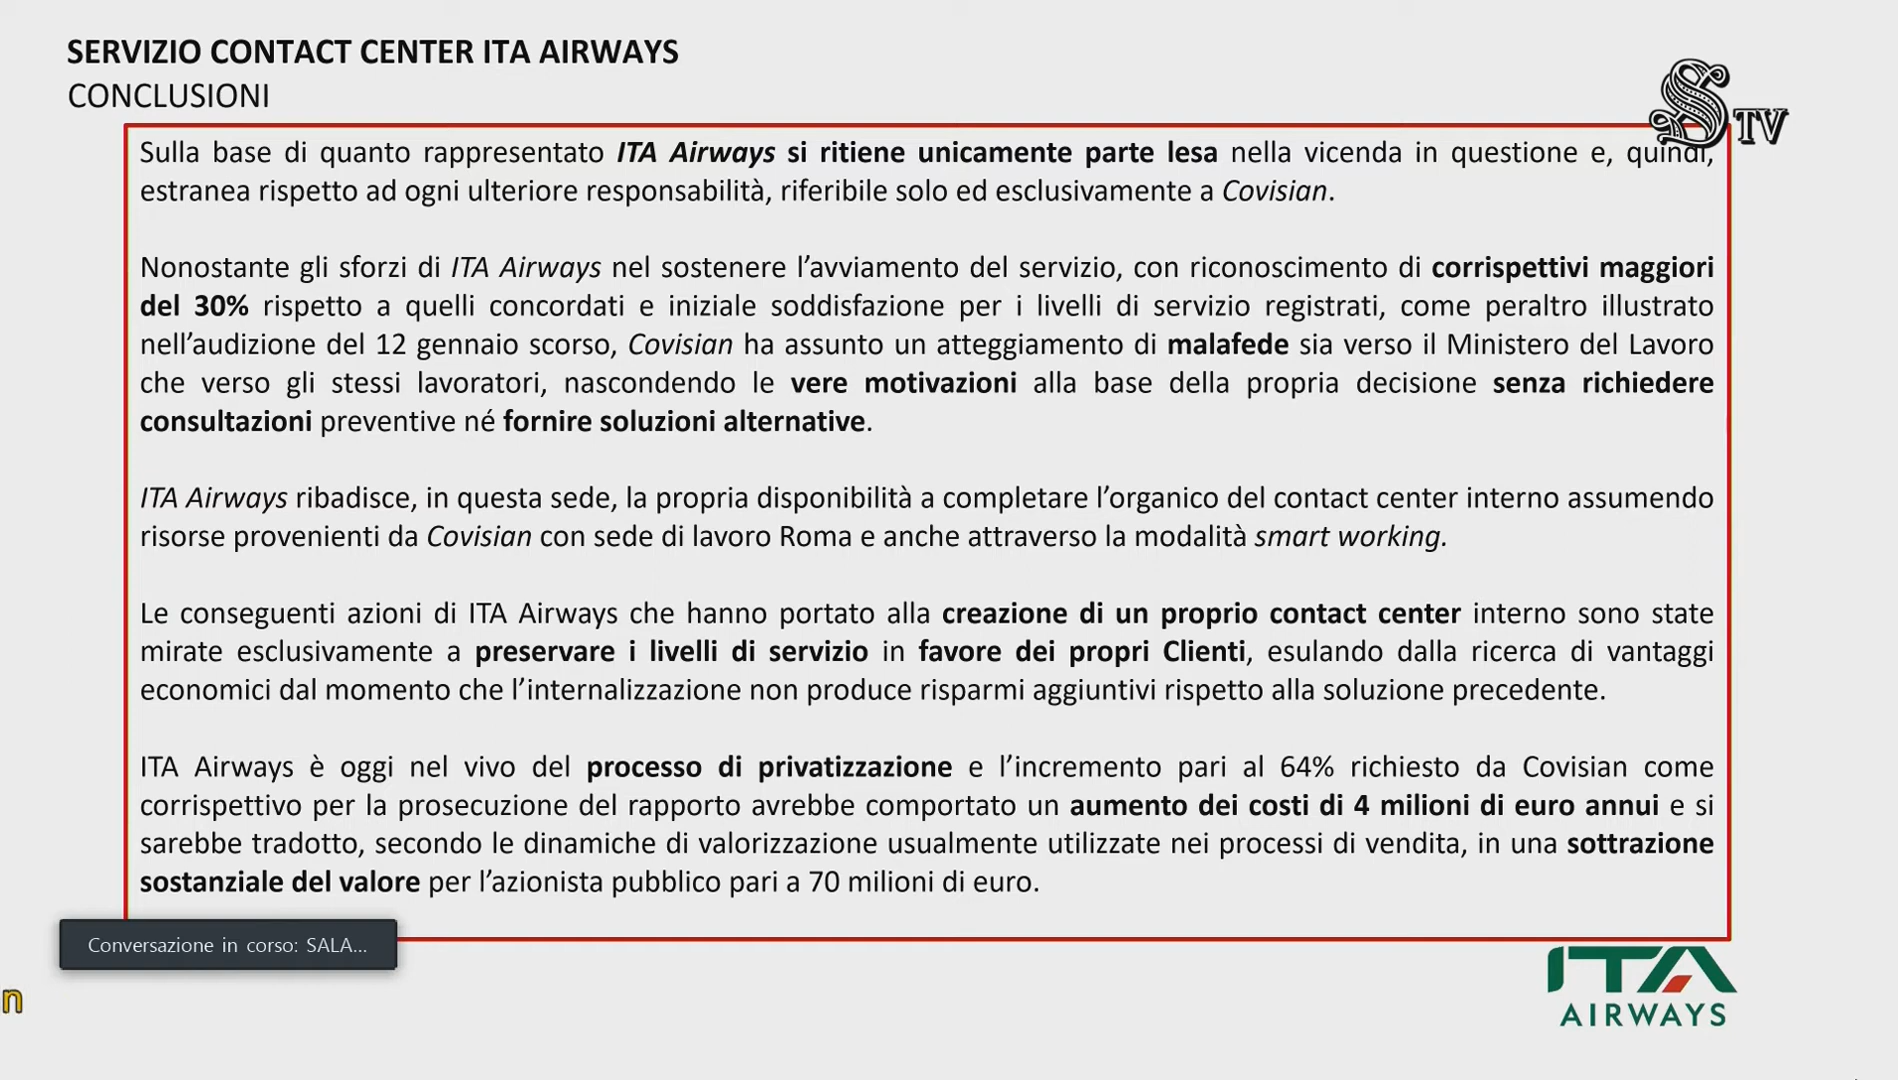 SERVIZIO CONTACT CENTER ITA AIRWAYS
CONCLUSIONI
S TV
Sulla base di quanto rappresentato ITA Airways si ritiene unicamente parte lesa nella vicenda in questione e, quindi,
estranea rispetto ad ogni ulteriore responsabilità, riferibile solo ed esclusivamente a Covisian.
Nonostante gli sforzi di ITA Airways nel sostenere l’avviamento del servizio, con riconoscimento di corrispettivi maggiori
del 30% rispetto a quelli concordati e iniziale soddisfazione per i livelli di servizio registrati, come peraltro illustrato
nell’audizione del 12 gennaio scorso, Covisian ha assunto un atteggiamento di malafede sia verso il Ministero del Lavoro
che verso gli stessi lavoratori, nascondendo le vere motivazioni alla base della propria decisione senza richiedere
consultazioni preventive né fornire soluzioni alternative.
ITA Airways ribadisce, in questa sede, la propria disponibilità a completare l’organico del contact center interno assumendo
risorse provenienti da Covisian con sede di lavoro Roma e anche attraverso la modalità smart working.
Le conseguenti azioni di ITA Airways che hanno portato alla creazione di un proprio contact center interno sono state
mirate esclusivamente a preservare i livelli di servizio in favore dei propri Clienti, esulando dalla ricerca di vantaggi
economici dal momento che l’internalizzazione non produce risparmi aggiuntivi rispetto alla soluzione precedente.
ITA Airways è oggi nel vivo del processo di privatizzazione e l’incremento pari al 64% richiesto da Covisian come
corrispettivo per la prosecuzione del rapporto avrebbe comportato un aumento dei costi di 4 milioni di euro annui e si
sarebbe tradotto, secondo le dinamiche di valorizzazione usualmente utilizzate nei processi di vendita, in una sottrazione
sostanziale del valore per l’azionista pubblico pari a 70 milioni di euro.
Conversazione in corso: SALA...
n
ITA
AIRWAYS